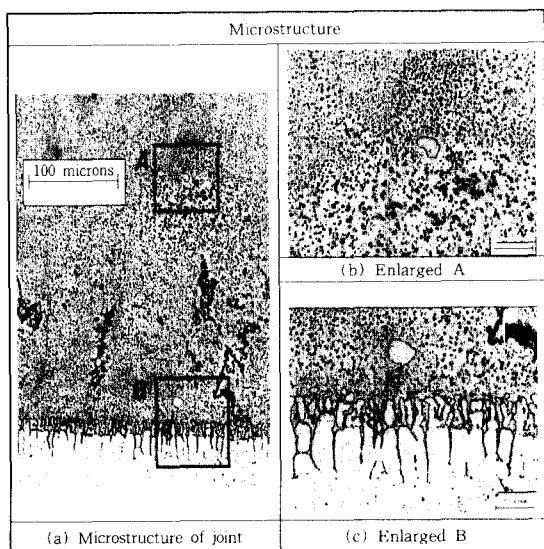 Microstructure
100 microns
A
B
(a) Microstructure of joint
(b) Enlarged A
(c) Enlarged B